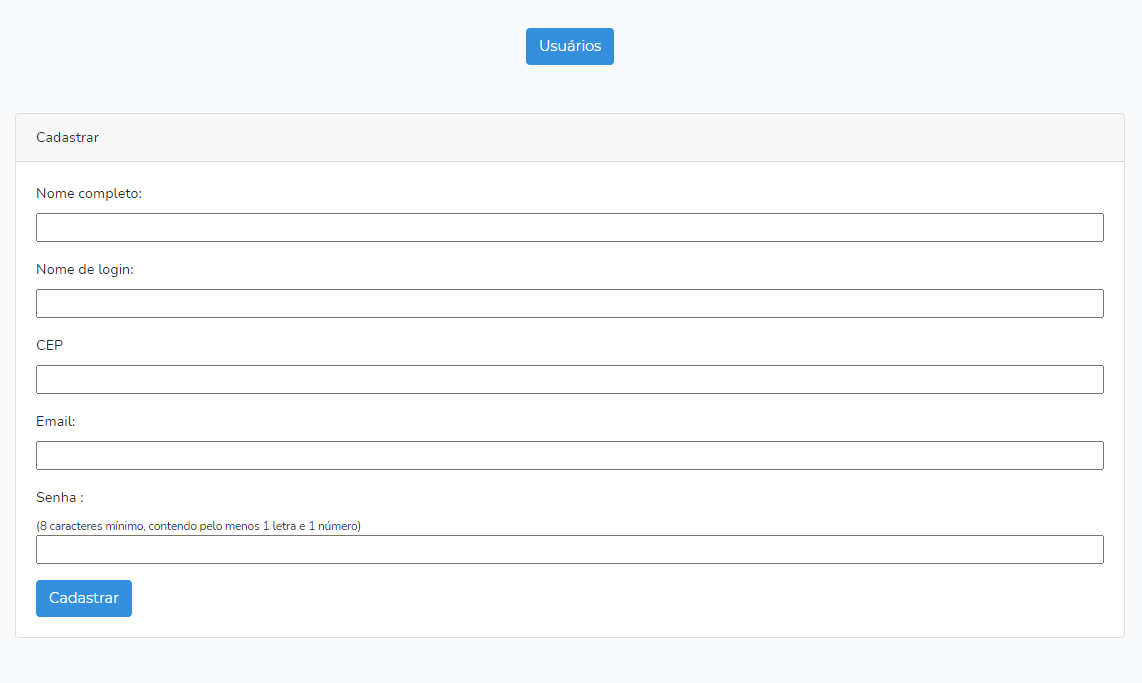 Usuários
Cadastrar
Nome completo:
Nome de login:
CEP
Email:
Senha :
(8 caracteres mínimo, contendo pelo menos 1 letra e 1 número)
Cadastrar